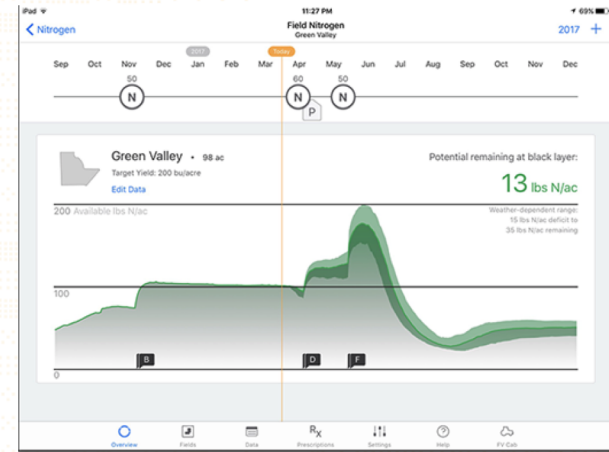 iPad
11:27 PM
69%
Nitrogen
Field Nitrogen
Green Valley
2017
+
2017
Today
Sep Oct Nov Dec Jan Feb Mar Apr May Jun Jul Aug Sep Oct Nov Dec
50 60 50
N N N
P
Green Valley • 98 ac
Target Yield: 200 bu/acre
Edit Data
Potential remaining at black layer:
13 lbs N/ac
Weather-dependent range:
15 lbs N/ac deficit to
35 lbs N/ac remaining
200 Available lbs N/ac
100
B D F
0
Overview Fields Data Prescriptions Settings Help FV Cab
Rx